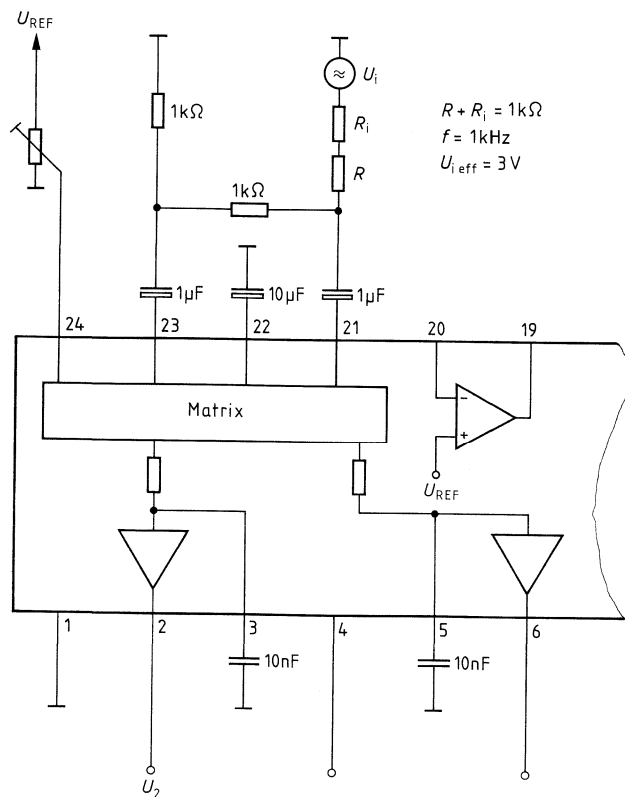 U_REF
≈ U_i
1kΩ
R_i
R + R_i = 1kΩ
f = 1kHz
U_i eff = 3 V
R
1kΩ
1µF
10µF
1µF
24
23
22
21
20
19
Matrix
−
+
U_REF
1
2
3
4
5
6
10nF
10nF
U_2